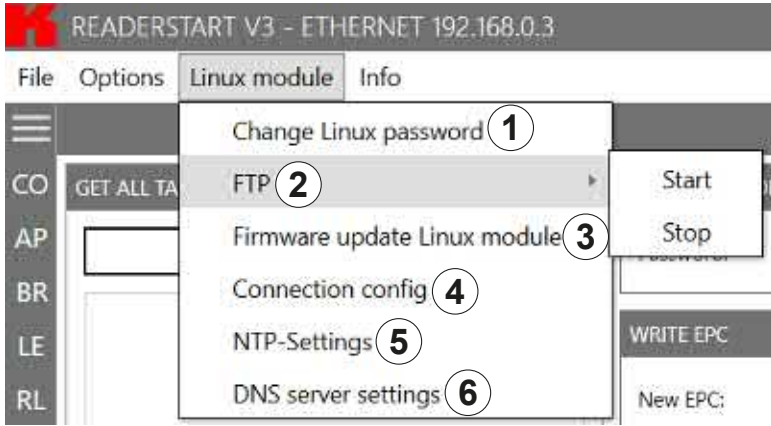 READERSTART V3 - ETHERNET 192.168.0.3
File Options Linux module Info
Change Linux password 1
CO GET ALL TA FTP 2 Start
AP Firmware update Linux module 3 Stop
BR Connection config 4
LE NTP-Settings 5 WRITE EPC
RL DNS server settings 6 New EPC: